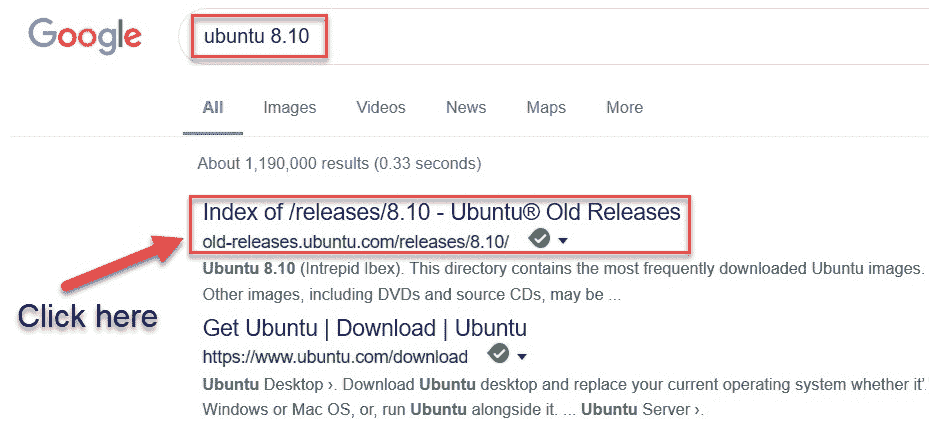 Google
ubuntu 8.10
All Images Videos News Maps More
About 1,190,000 results (0.33 seconds)
Index of /releases/8.10 - Ubuntu® Old Releases
old-releases.ubuntu.com/releases/8.10/
Ubuntu 8.10 (Intrepid Ibex). This directory contains the most frequently downloaded Ubuntu images.
Other images, including DVDs and source CDs, may be ...
Click here
Get Ubuntu | Download | Ubuntu
https://www.ubuntu.com/download
Ubuntu Desktop ›. Download Ubuntu desktop and replace your current operating system whether it'
Windows or Mac OS, or, run Ubuntu alongside it. ... Ubuntu Server ›.